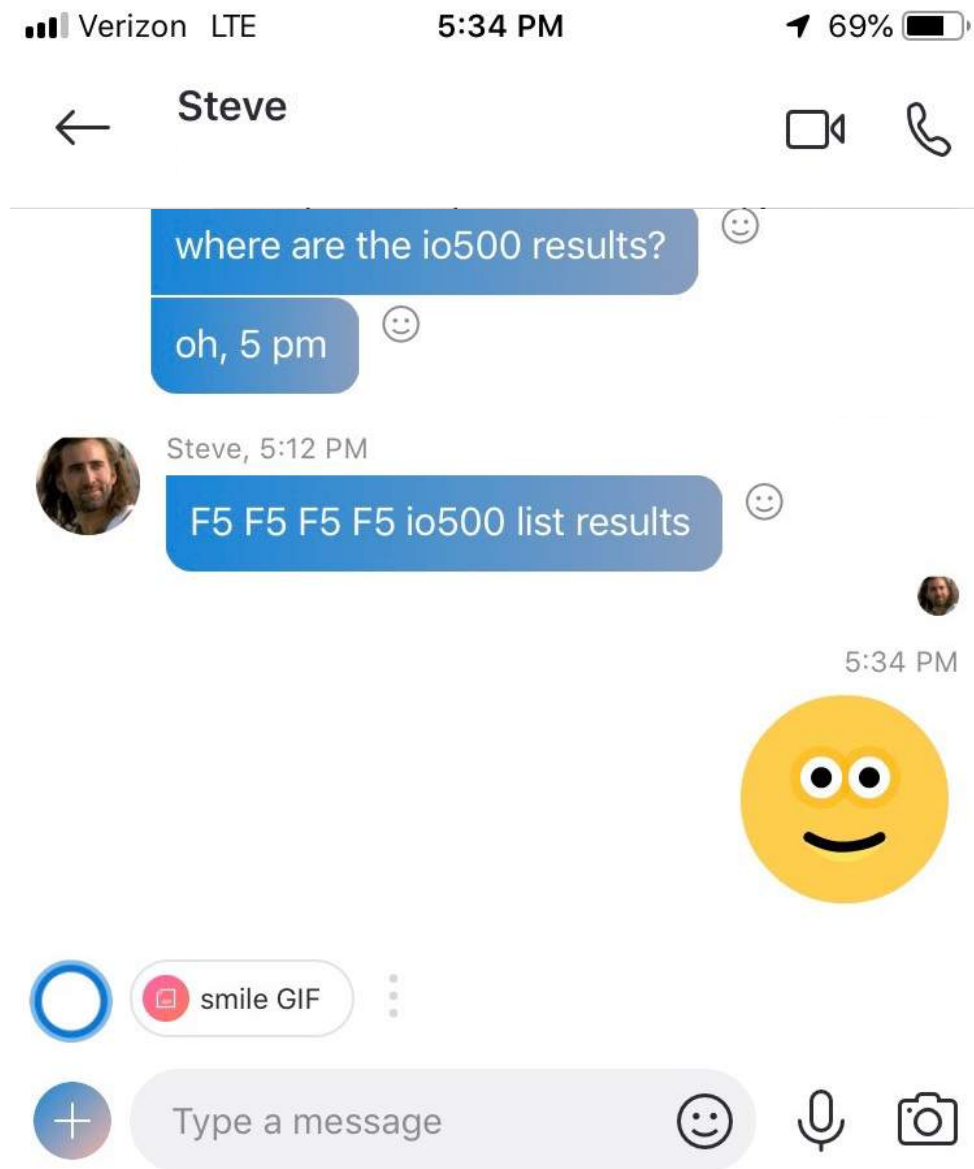 Verizon LTE 5:34 PM 69%
Steve
where are the io500 results?
oh, 5 pm
Steve, 5:12 PM
F5 F5 F5 F5 io500 list results
5:34 PM
smile GIF
Type a message